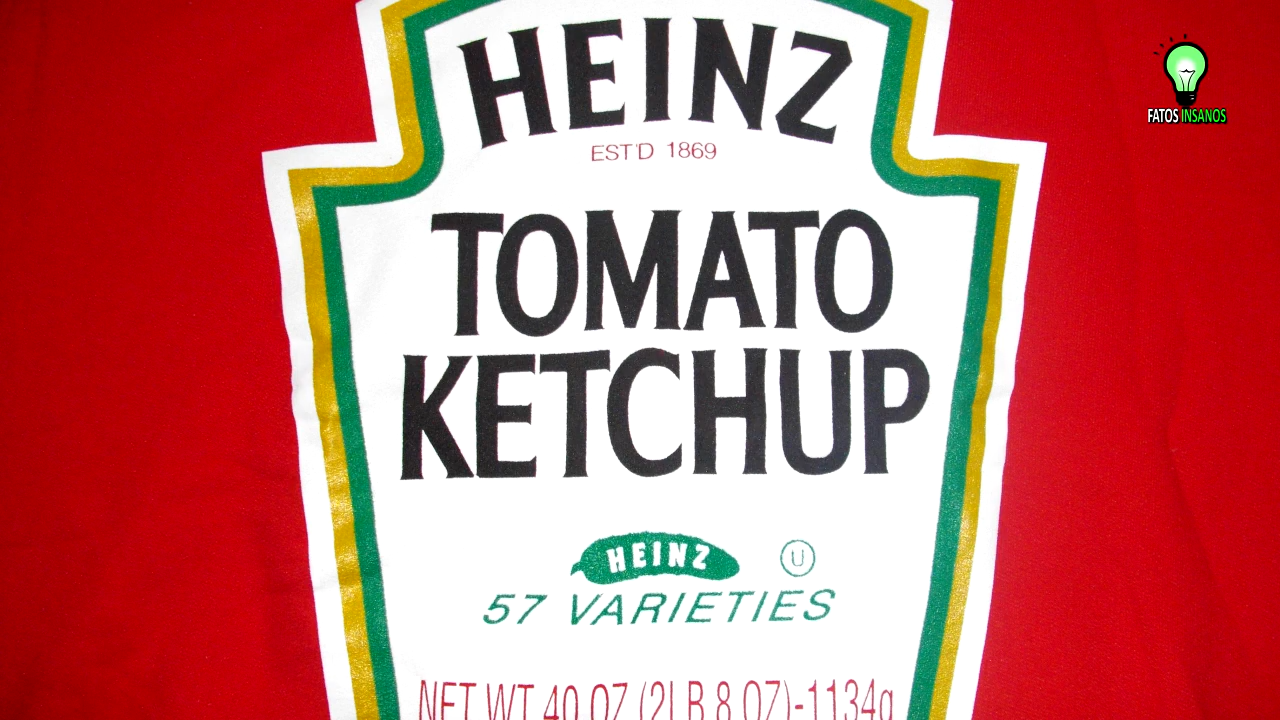 HEINZ
EST'D 1869
TOMATO
KETCHUP
HEINZ
U
57 VARIETIES
NET WT 40 OZ (2LB 8 OZ)-1134g
FATOS INSANOS